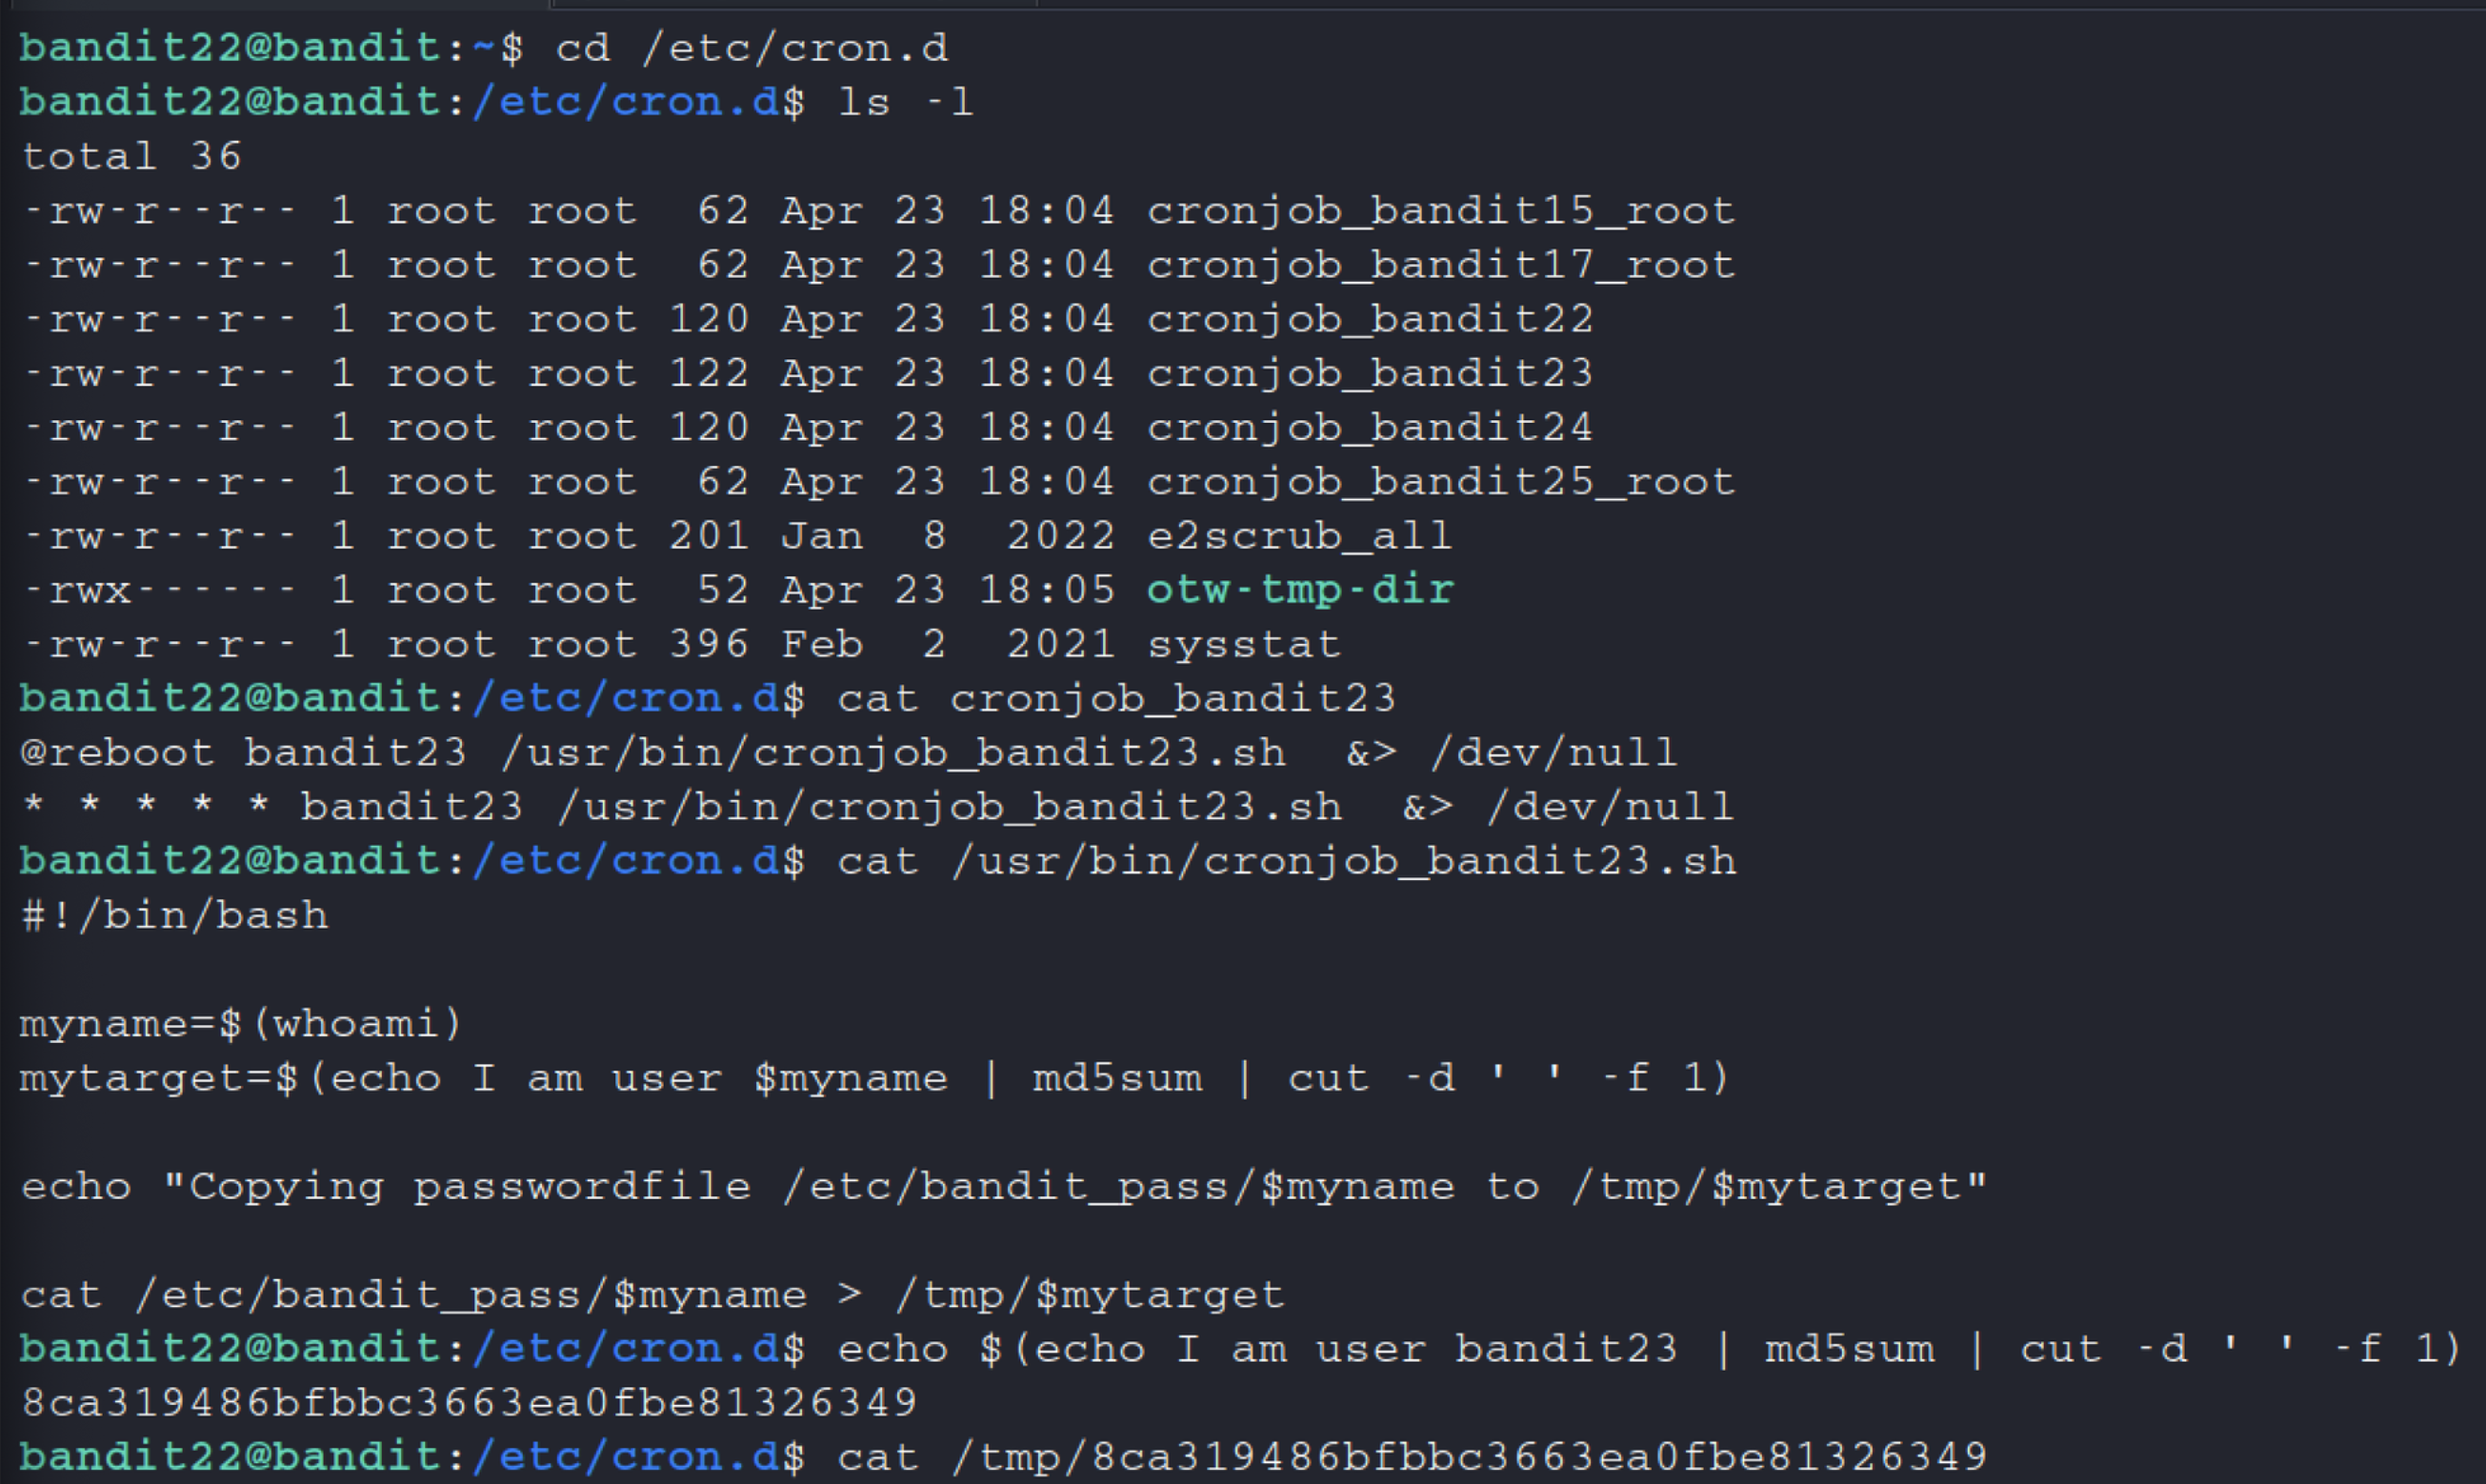 bandit22@bandit:~$ cd /etc/cron.d
bandit22@bandit:/etc/cron.d$ ls -l
total 36
-rw-r--r-- 1 root root  62 Apr 23 18:04 cronjob_bandit15_root
-rw-r--r-- 1 root root  62 Apr 23 18:04 cronjob_bandit17_root
-rw-r--r-- 1 root root 120 Apr 23 18:04 cronjob_bandit22
-rw-r--r-- 1 root root 122 Apr 23 18:04 cronjob_bandit23
-rw-r--r-- 1 root root 120 Apr 23 18:04 cronjob_bandit24
-rw-r--r-- 1 root root  62 Apr 23 18:04 cronjob_bandit25_root
-rw-r--r-- 1 root root 201 Jan  8  2022 e2scrub_all
-rwx------ 1 root root  52 Apr 23 18:05 otw-tmp-dir
-rw-r--r-- 1 root root 396 Feb  2  2021 sysstat
bandit22@bandit:/etc/cron.d$ cat cronjob_bandit23
@reboot bandit23 /usr/bin/cronjob_bandit23.sh  &> /dev/null
* * * * * bandit23 /usr/bin/cronjob_bandit23.sh  &> /dev/null
bandit22@bandit:/etc/cron.d$ cat /usr/bin/cronjob_bandit23.sh
#!/bin/bash
myname=$(whoami)
mytarget=$(echo I am user $myname | md5sum | cut -d ' ' -f 1)
echo "Copying passwordfile /etc/bandit_pass/$myname to /tmp/$mytarget"
cat /etc/bandit_pass/$myname > /tmp/$mytarget
bandit22@bandit:/etc/cron.d$ echo $(echo I am user bandit23 | md5sum | cut -d ' ' -f 1)
8ca319486bfbbc3663ea0fbe81326349
bandit22@bandit:/etc/cron.d$ cat /tmp/8ca319486bfbbc3663ea0fbe81326349